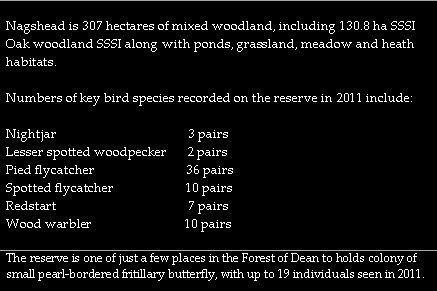 Nagshead is 307 hectares of mixed woodland, including 130.8 ha SSSI
Oak woodland SSSI along with ponds, grassland, meadow and heath
habitats.
Numbers of key bird species recorded on the reserve in 2011 include:
Nightjar 3 pairs
Lesser spotted woodpecker 2 pairs
Pied flycatcher 36 pairs
Spotted flycatcher 10 pairs
Redstart 7 pairs
Wood warbler 10 pairs
The reserve is one of just a few places in the Forest of Dean to holds colony of
small pearl-bordered fritillary butterfly, with up to 19 individuals seen in 2011.